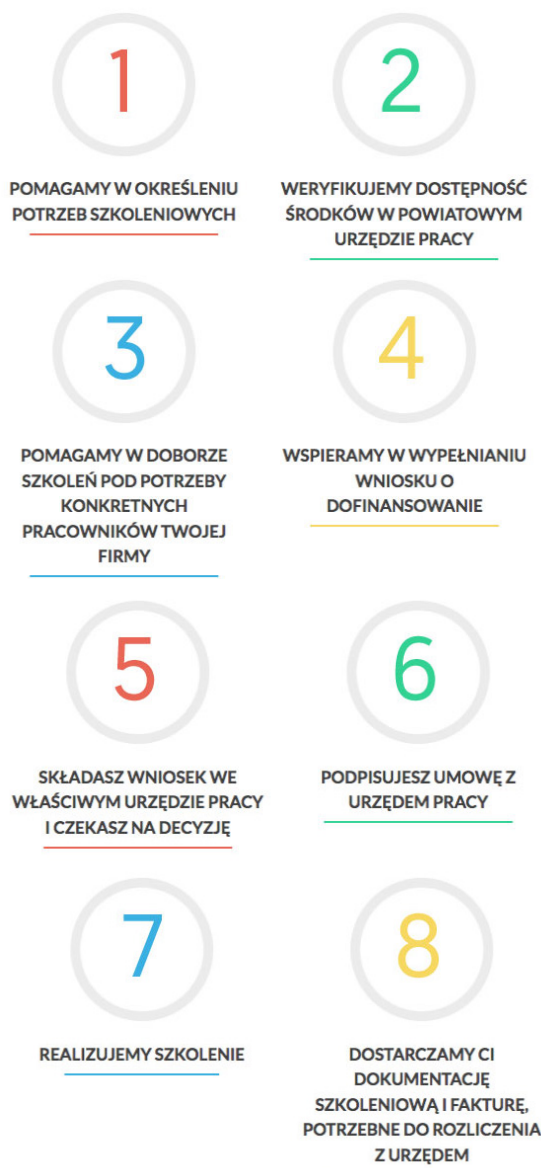 1
POMAGAMY W OKREŚLENIU
POTRZEB SZKOLENIOWYCH
2
WERYFIKUJEMY DOSTĘPNOŚĆ
ŚRODKÓW W POWIATOWYM
URZĘDZIE PRACY
3
POMAGAMY W DOBORZE
SZKOLEŃ POD POTRZEBY
KONKRETNYCH
PRACOWNIKÓW TWOJEJ
FIRMY
4
WSPIERAMY W WYPEŁNIANIU
WNIOSKU O
DOFINANSOWANIE
5
SKŁADASZ WNIOSEK WE
WŁAŚCIWYM URZĘDZIE PRACY
I CZEKASZ NA DECYZJĘ
6
PODPISUJESZ UMOWĘ Z
URZĘDEM PRACY
7
REALIZUJEMY SZKOLENIE
8
DOSTARCZAMY CI
DOKUMENTACJĘ
SZKOLENIOWĄ I FAKTURĘ,
POTRZEBNE DO ROZLICZENIA
Z URZĘDEM